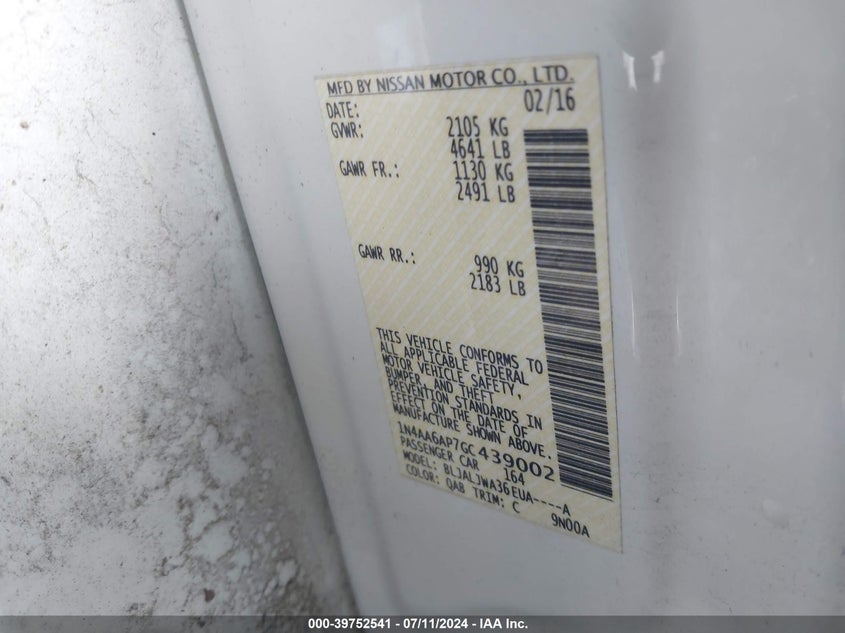 MFD BY NISSAN MOTOR CO., LTD.
DATE: 02/16
GVWR: 2105 KG
4641 LB
GAWR FR.: 1130 KG
2491 LB
GAWR RR.: 990 KG
2183 LB
THIS VEHICLE CONFORMS TO
ALL APPLICABLE FEDERAL
MOTOR VEHICLE SAFETY,
BUMPER, AND THEFT
PREVENTION STANDARDS IN
EFFECT ON THE DATE OF
MANUFACTURE SHOWN ABOVE.
1N4AA6AP7GC439002
PASSENGER CAR 164
MODEL: BLJALJWA36EUA----A
COLOR: QAB TRIM: C 9N00A
000-39752541 - 07/11/2024 - IAA Inc.